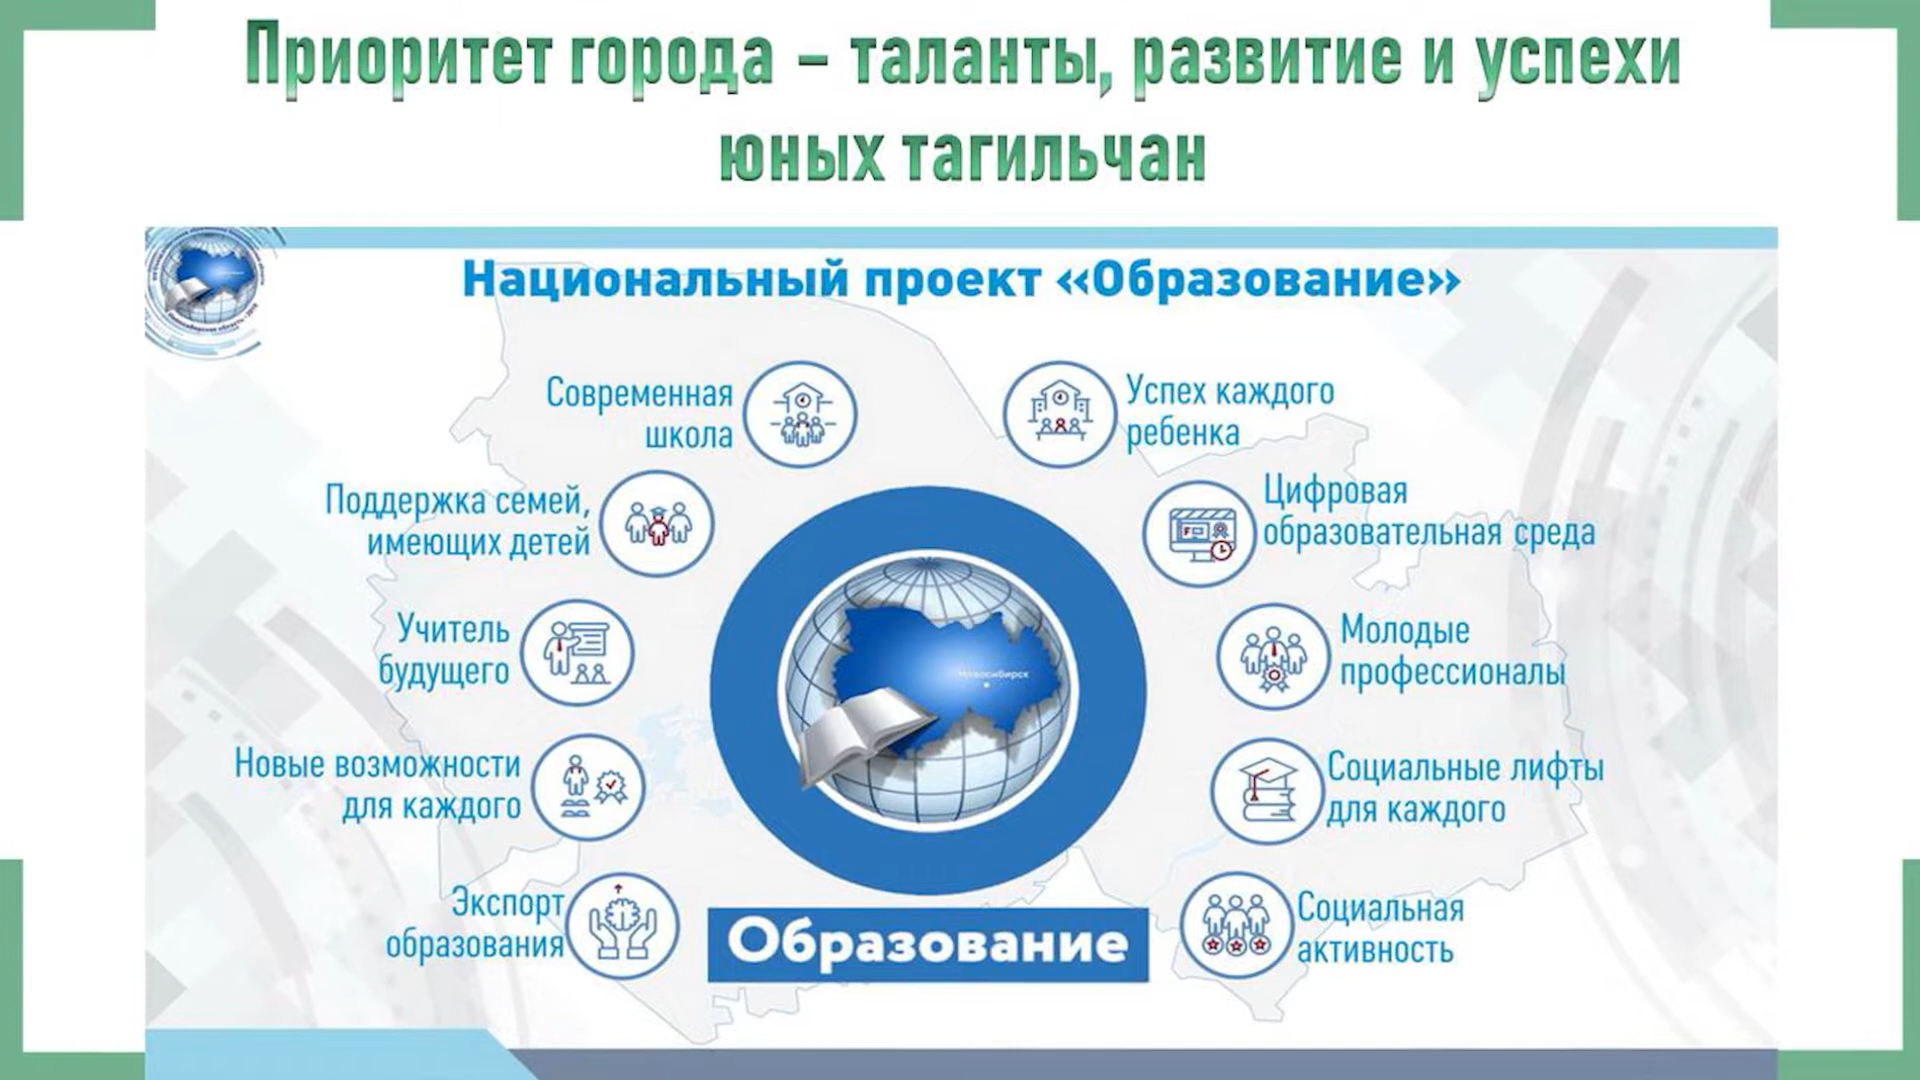 Приоритет города – таланты, развитие и успехи
юных тагильчан
Национальный проект «Образование»
Современная
школа
Успех каждого
ребенка
Поддержка семей,
имеющих детей
Цифровая
образовательная среда
Учитель
будущего
Молодые
профессионалы
Новосибирск
Новые возможности
для каждого
Социальные лифты
для каждого
Экспорт
образования
Социальная
активность
Образование